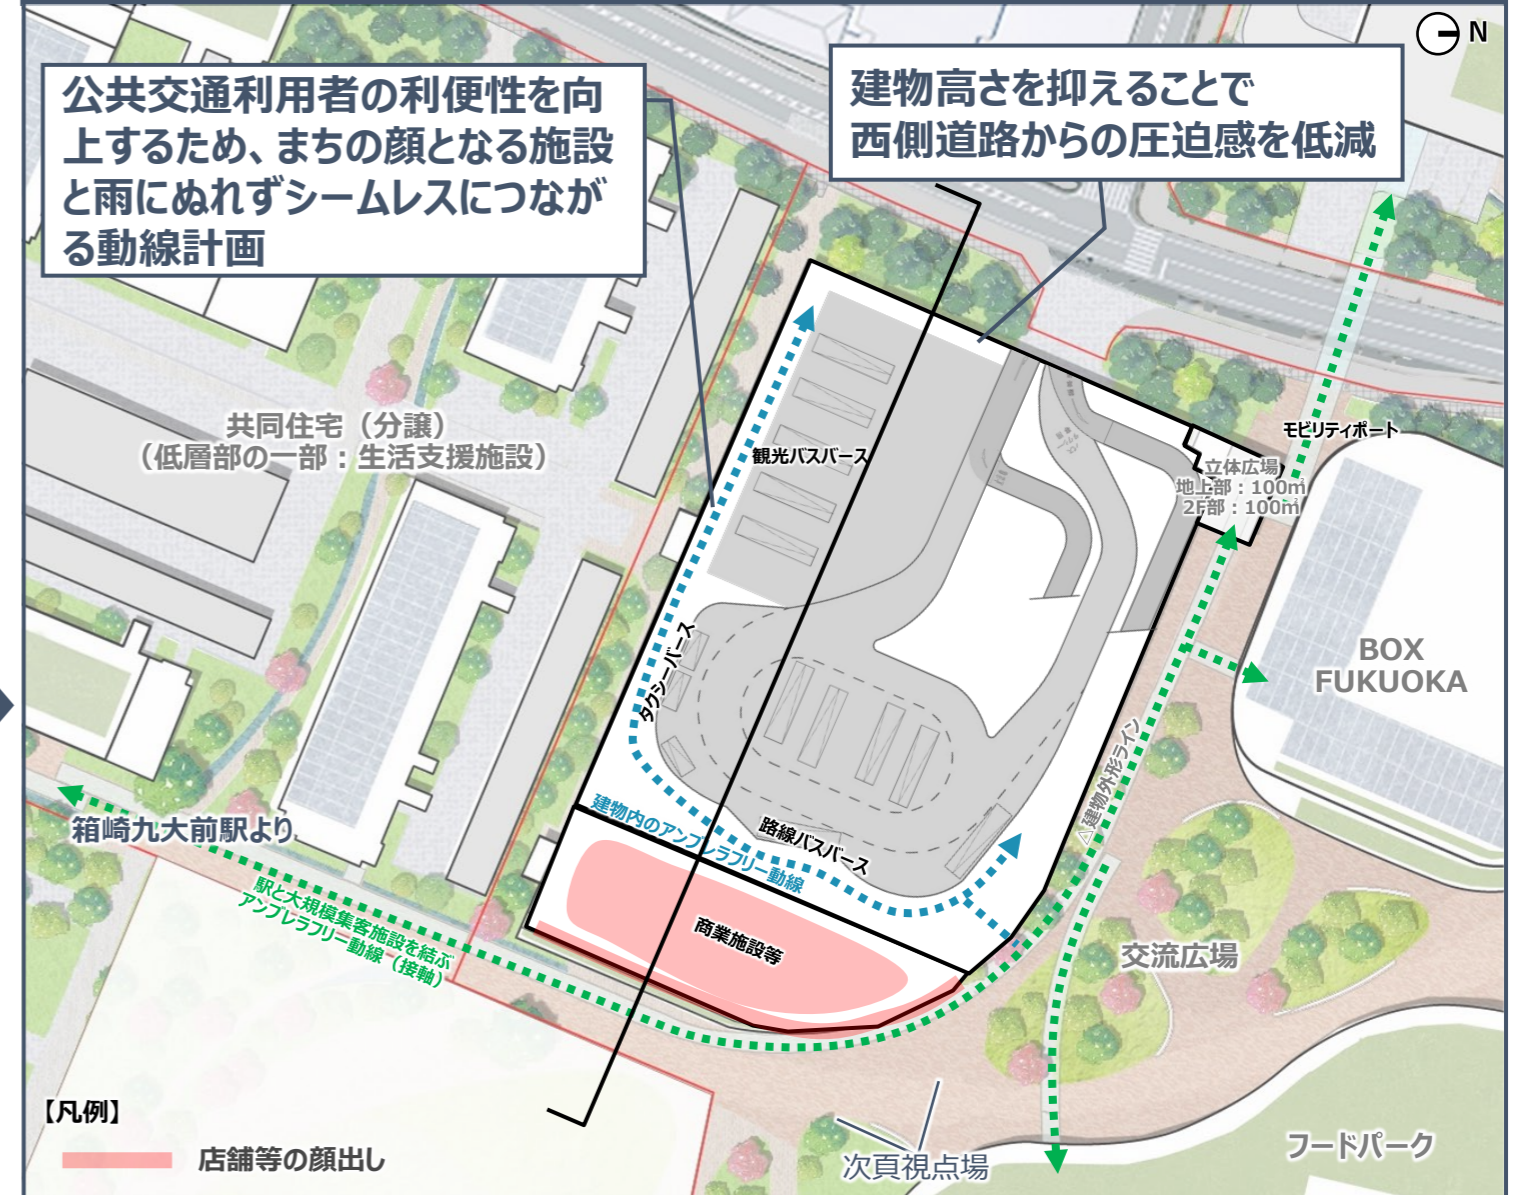 N
公共交通利用者の利便性を向
上するため、まちの顔となる施設
と雨にぬれずシームレスにつなが
る動線計画
建物高さを抑えることで
西側道路からの圧迫感を低減
共同住宅（分譲）
（低層部の一部：生活支援施設）
観光バスバース
モビリティポート
立体広場
地上部：100㎡
2F部：100㎡
BOX
FUKUOKA
タクシーバース
△建物外形ライン
建物内のアンブレラフリー動線
路線バスバース
箱崎九大前駅より
駅と大規模集客施設を結ぶ
アンブレラフリー動線（接軸）
商業施設等
交流広場
【凡例】
店舗等の顔出し
次頁視点場
フードパーク